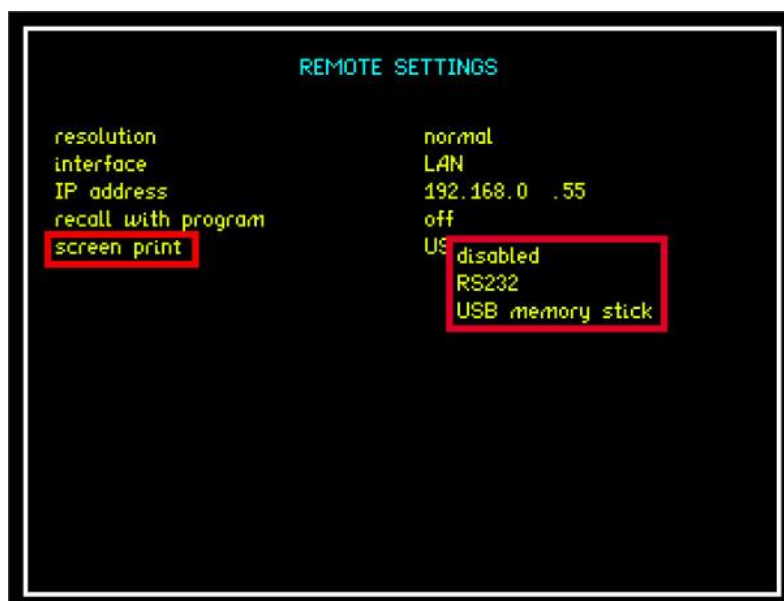 REMOTE SETTINGS
resolution normal
interface LAN
IP address 192.168.0 .55
recall with program off
screen print US
disabled
RS232
USB memory stick